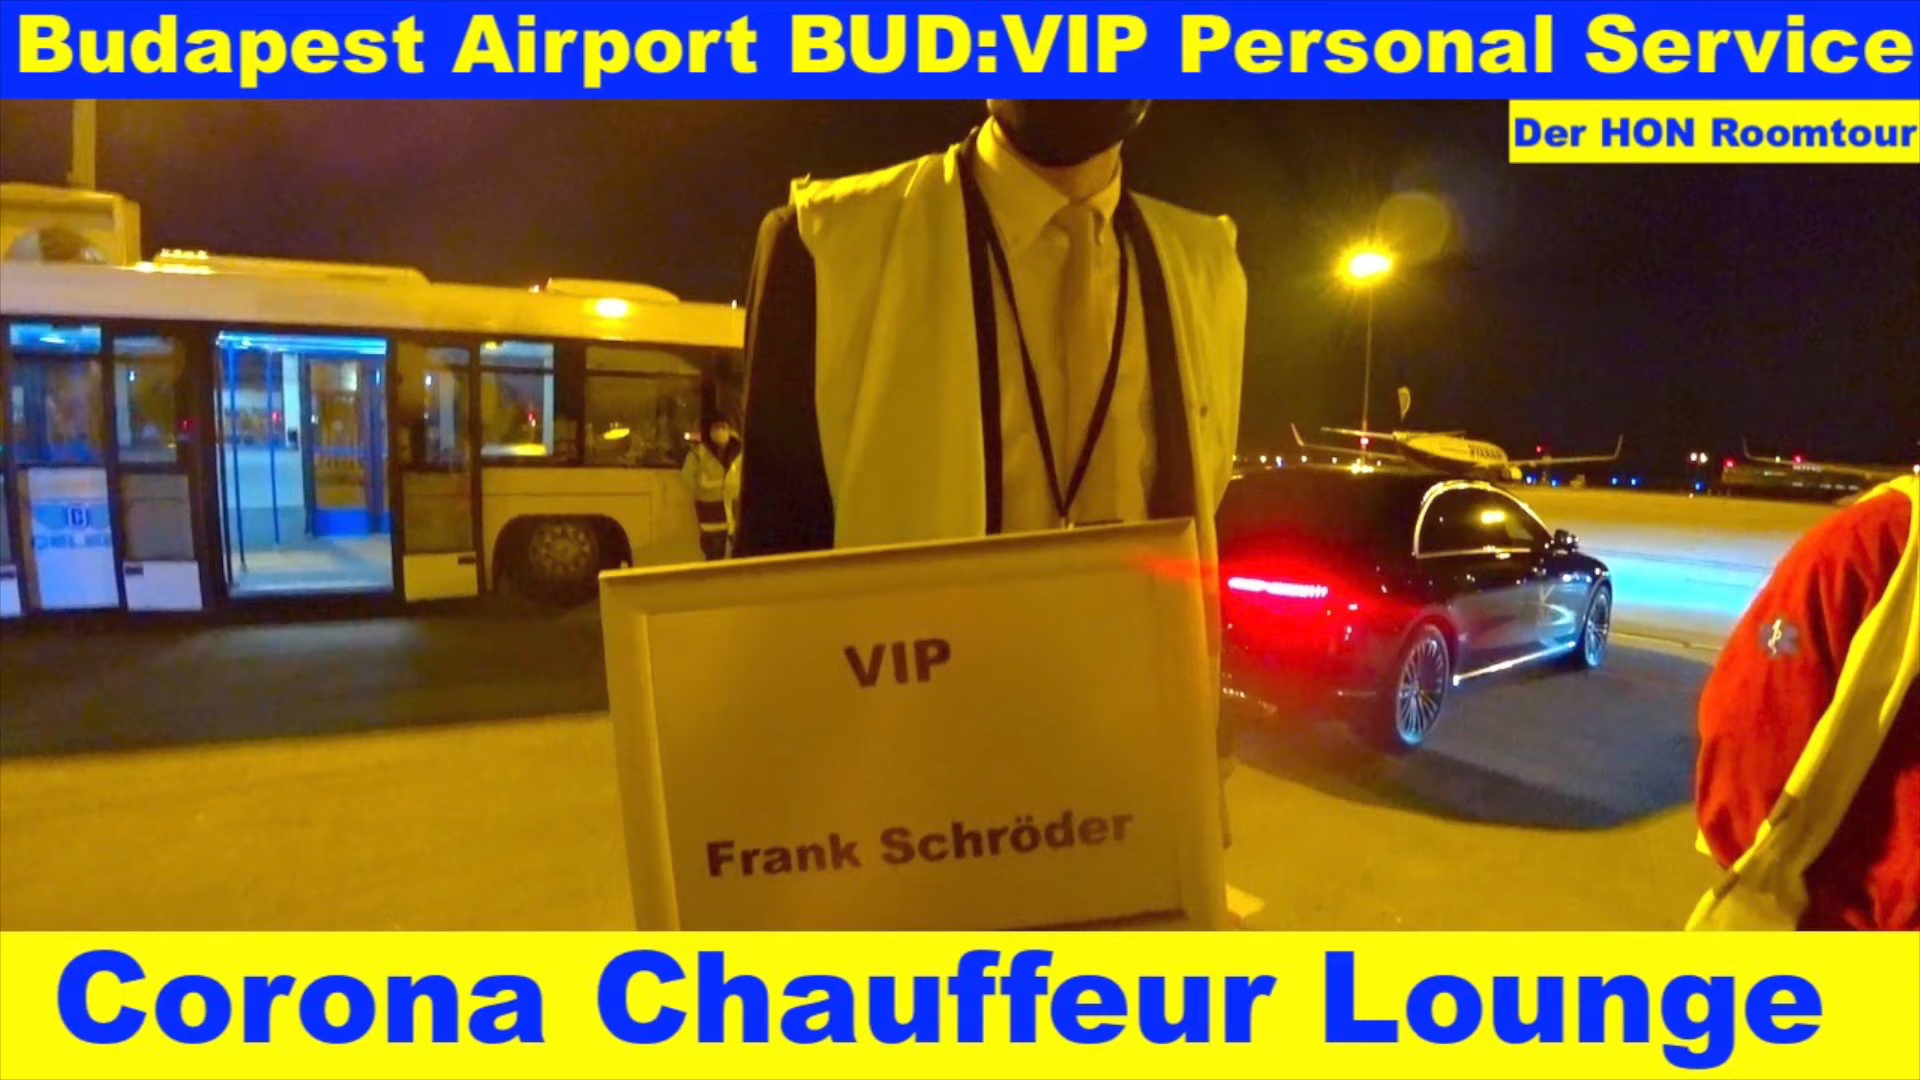 Budapest Airport BUD:VIP Personal Service
Der HON Roomtour
VIP
Frank Schröder
Corona Chauffeur Lounge